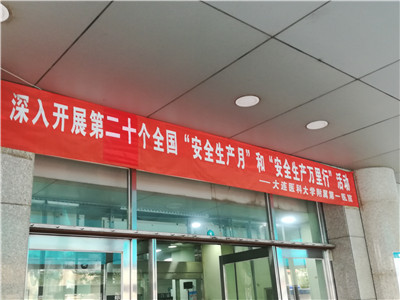 深入开展第二十个全国“安全生产月”和“安全生产万里行”活动
——大连医科大学附属第一医院